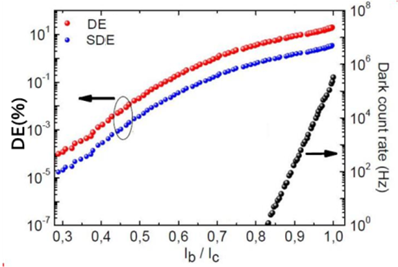 DE
SDE
10^1
10^-1
10^-3
10^-5
10^-7
DE(%)
10^8
10^6
10^4
10^2
10^0
Dark count rate (Hz)
0,3 0,4 0,5 0,6 0,7 0,8 0,9 1,0
I_b / I_c